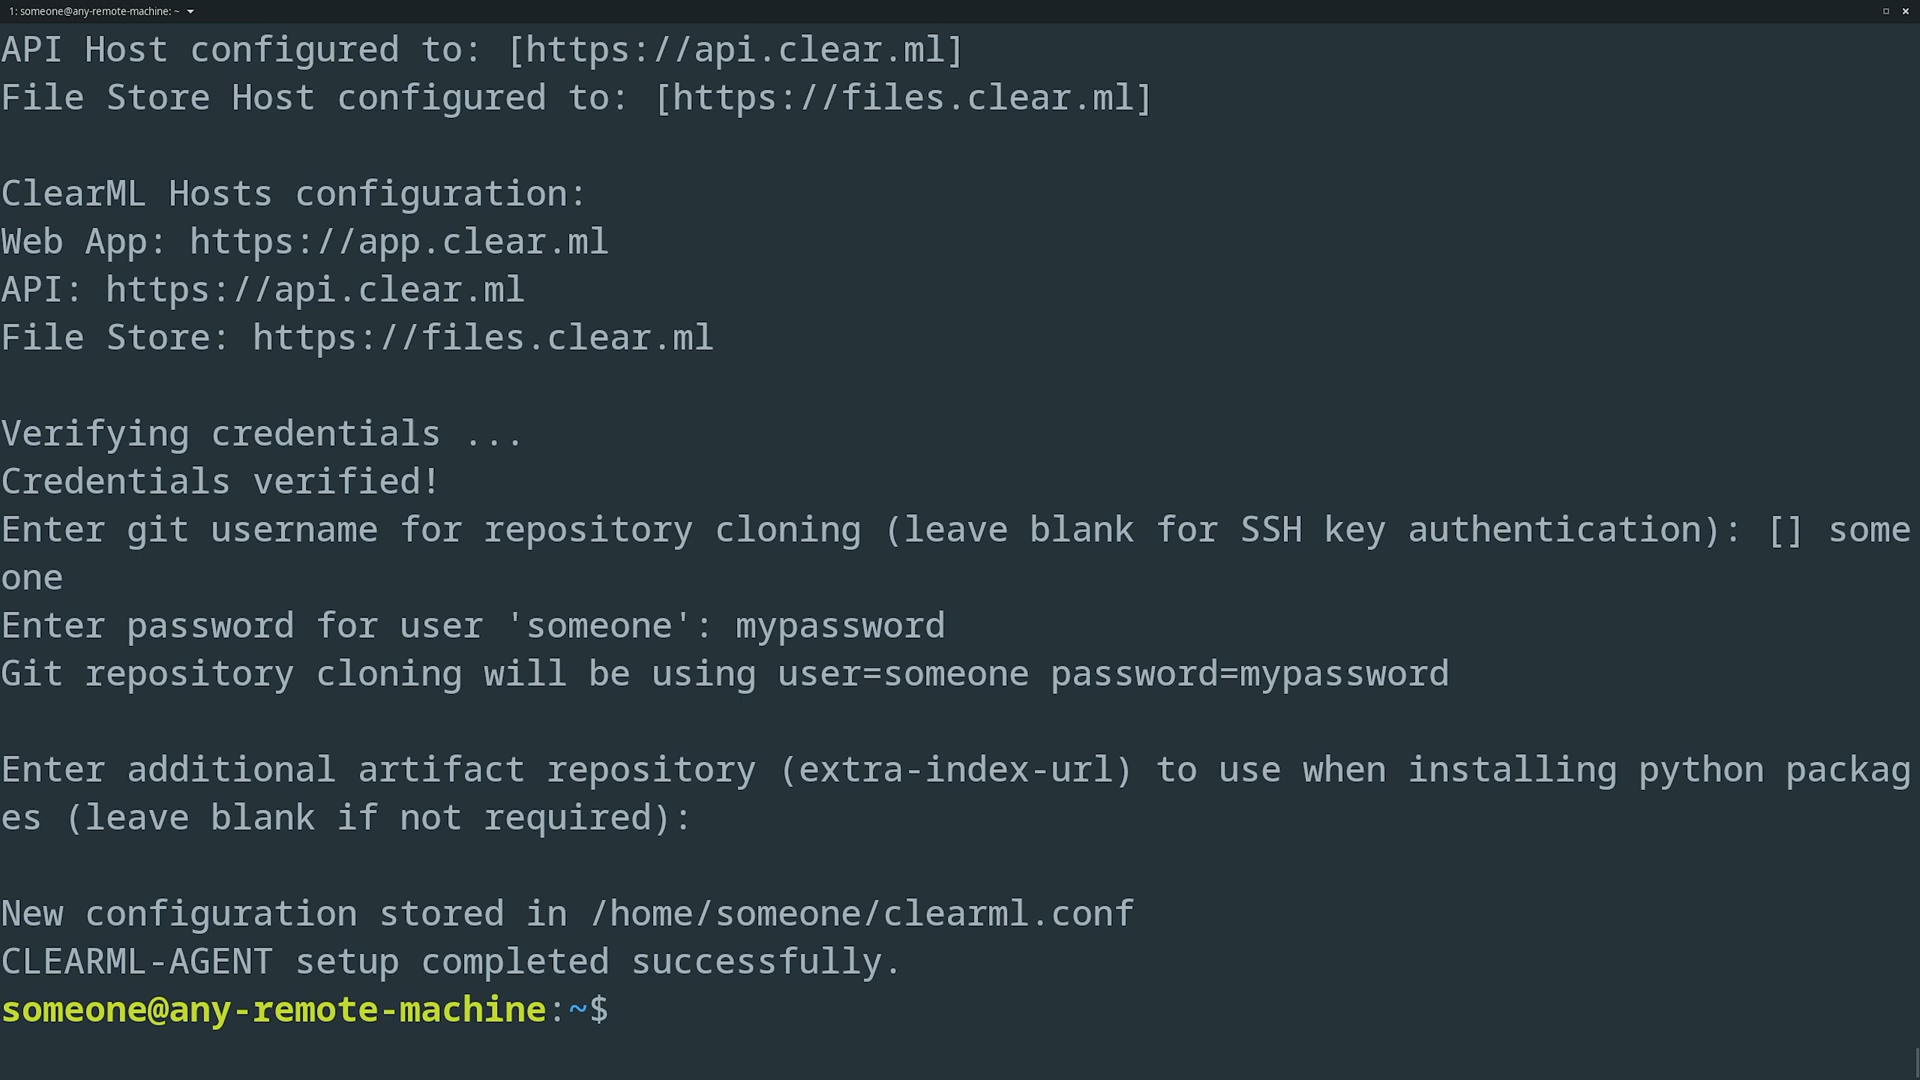 1: someone@any-remote-machine: ~
API Host configured to: [https://api.clear.ml]
File Store Host configured to: [https://files.clear.ml]
ClearML Hosts configuration:
Web App: https://app.clear.ml
API: https://api.clear.ml
File Store: https://files.clear.ml
Verifying credentials ...
Credentials verified!
Enter git username for repository cloning (leave blank for SSH key authentication): [] some
one
Enter password for user 'someone': mypassword
Git repository cloning will be using user=someone password=mypassword
Enter additional artifact repository (extra-index-url) to use when installing python packag
es (leave blank if not required):
New configuration stored in /home/someone/clearml.conf
CLEARML-AGENT setup completed successfully.
someone@any-remote-machine:~$